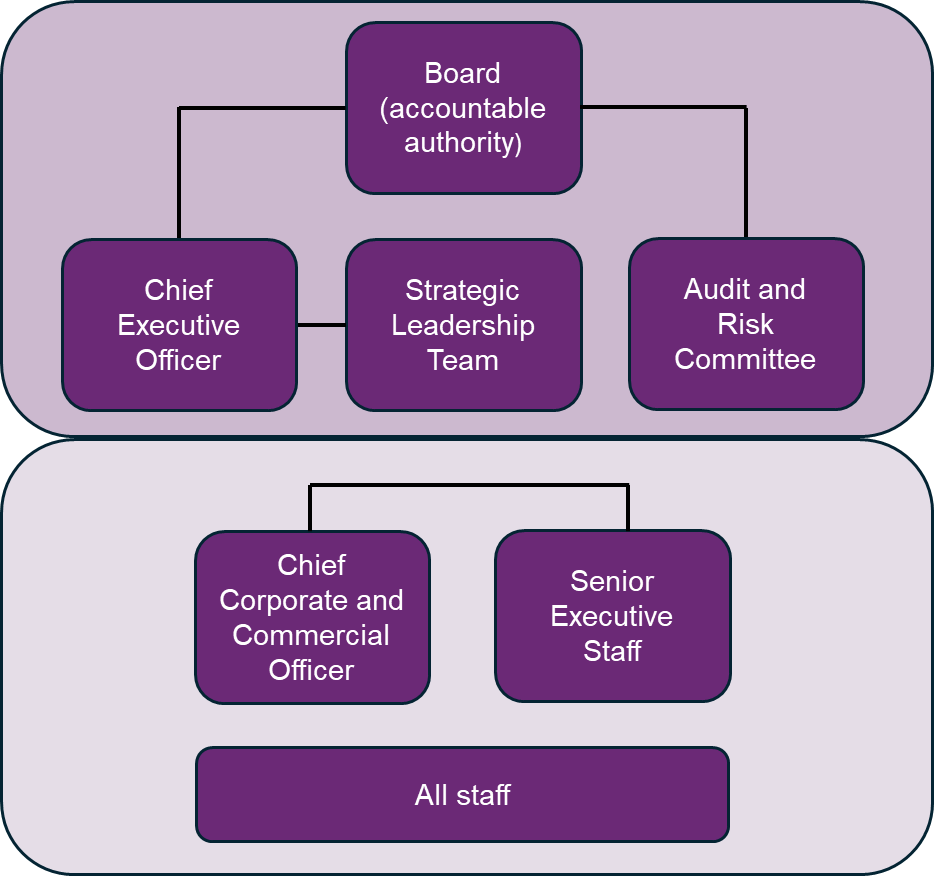 Board
(accountable
authority)
Chief
Executive
Officer
Strategic
Leadership
Team
Audit and
Risk
Committee
Chief
Corporate and
Commercial
Officer
Senior
Executive
Staff
All staff